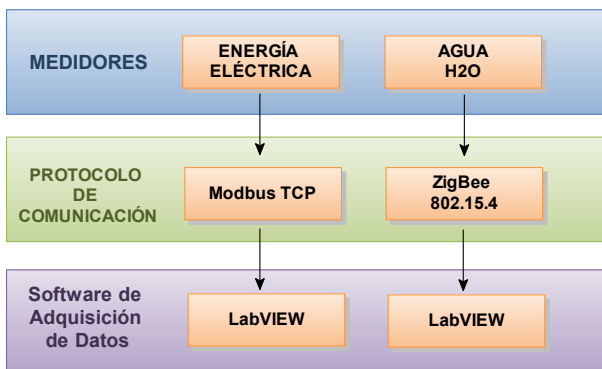 MEDIDORES
ENERGÍA
ELÉCTRICA
AGUA
H2O
PROTOCOLO
DE
COMUNICACIÓN
Modbus TCP
ZigBee
802.15.4
Software de
Adquisición
de Datos
LabVIEW
LabVIEW